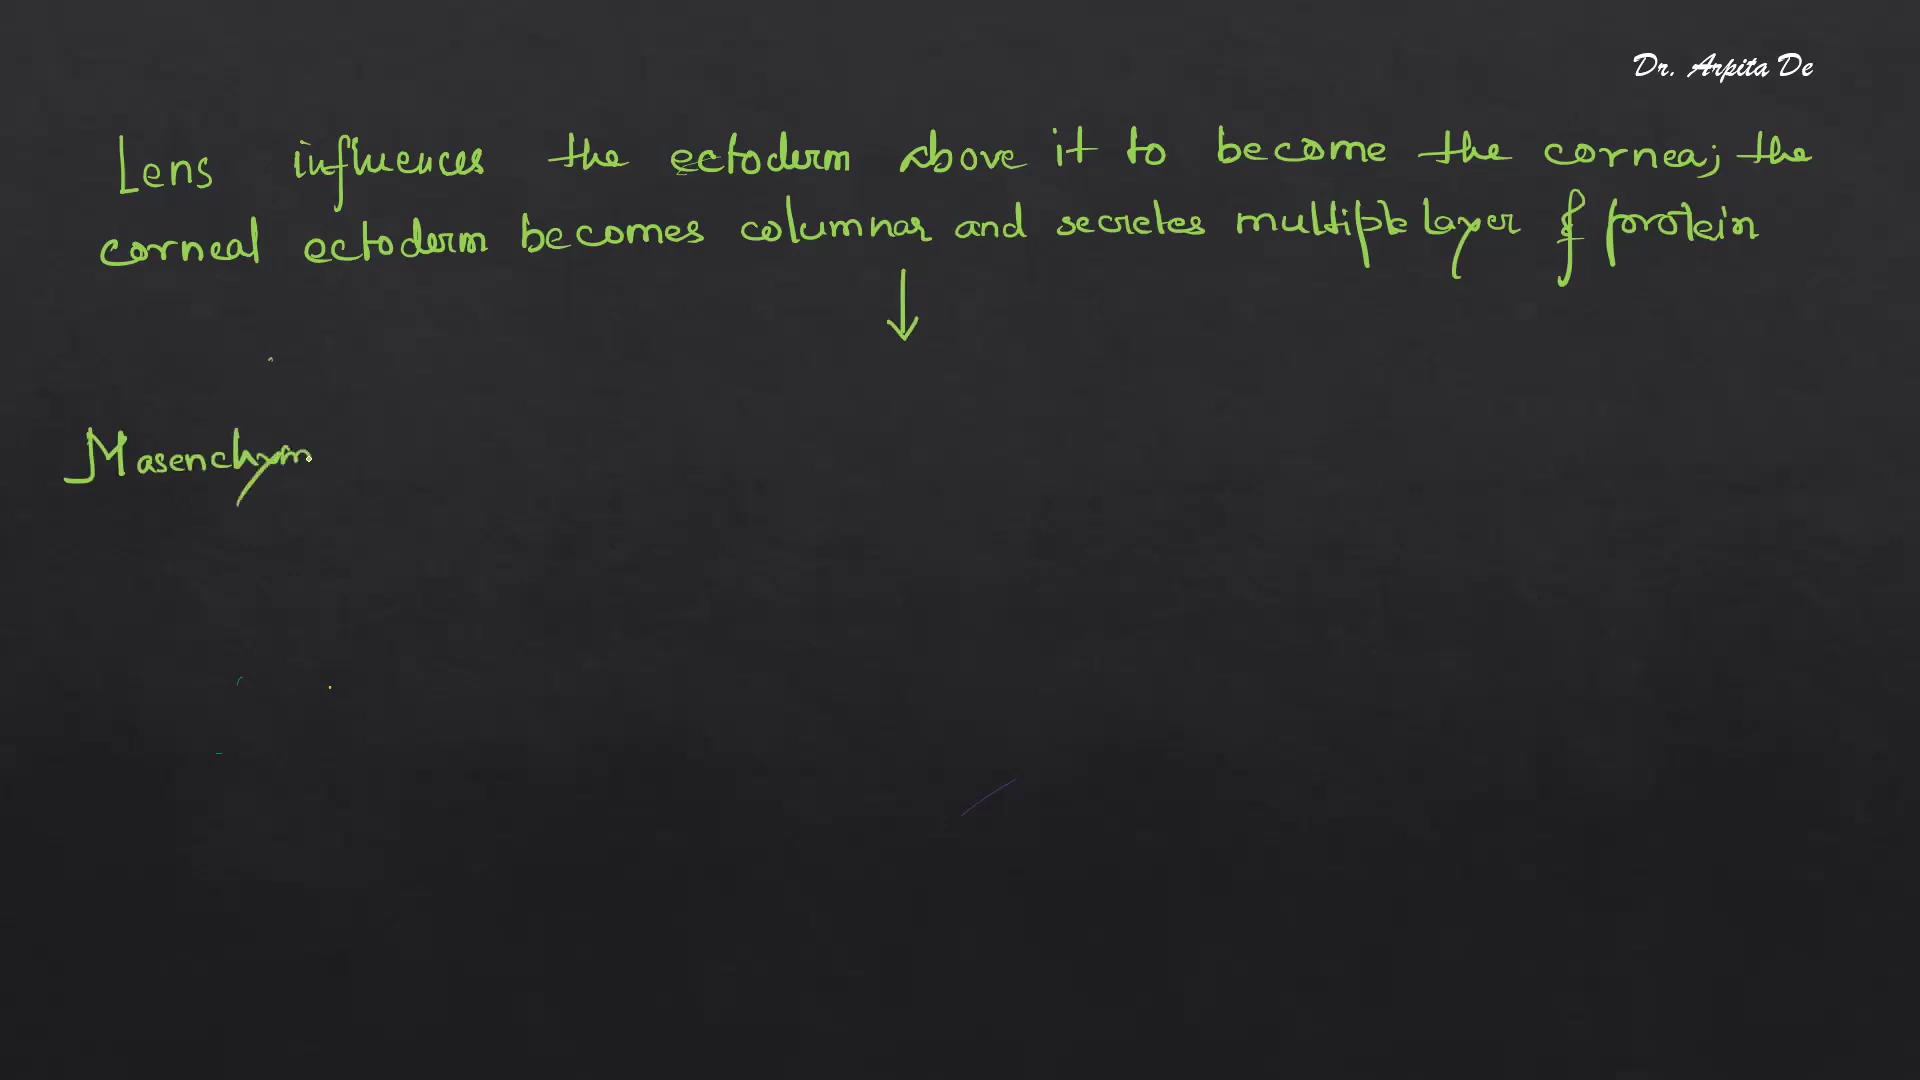 Dr. Arpita De
Lens influences the ectoderm above it to become the cornea; the
corneal ectoderm becomes columnar and secretes multiple layer of protein
↓
Masenchym